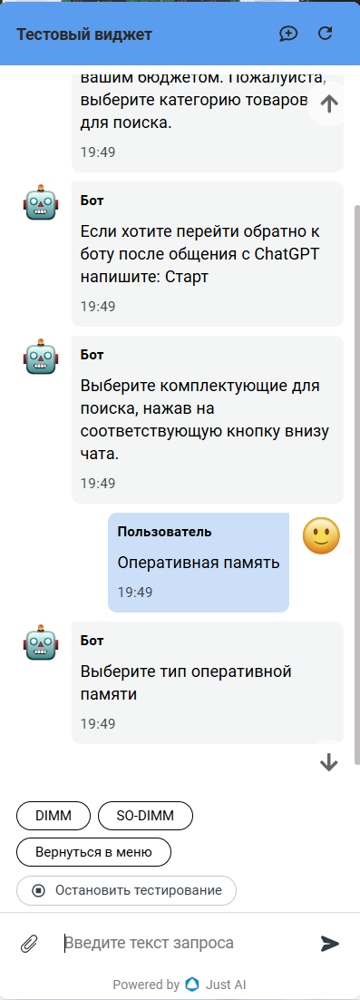 Тестовый виджет
вашим бюджетом. Пожалуйста,
выберите категорию товаров
для поиска.
19:49
Бот
Если хотите перейти обратно к
боту после общения с ChatGPT
напишите: Старт
19:49
Бот
Выберите комплектующие для
поиска, нажав на
соответствующую кнопку внизу
чата.
19:49
Пользователь
Оперативная память
19:49
Бот
Выберите тип оперативной
памяти
19:49
DIMM SO-DIMM
Вернуться в меню
Остановить тестирование
Введите текст запроса
Powered by Just AI